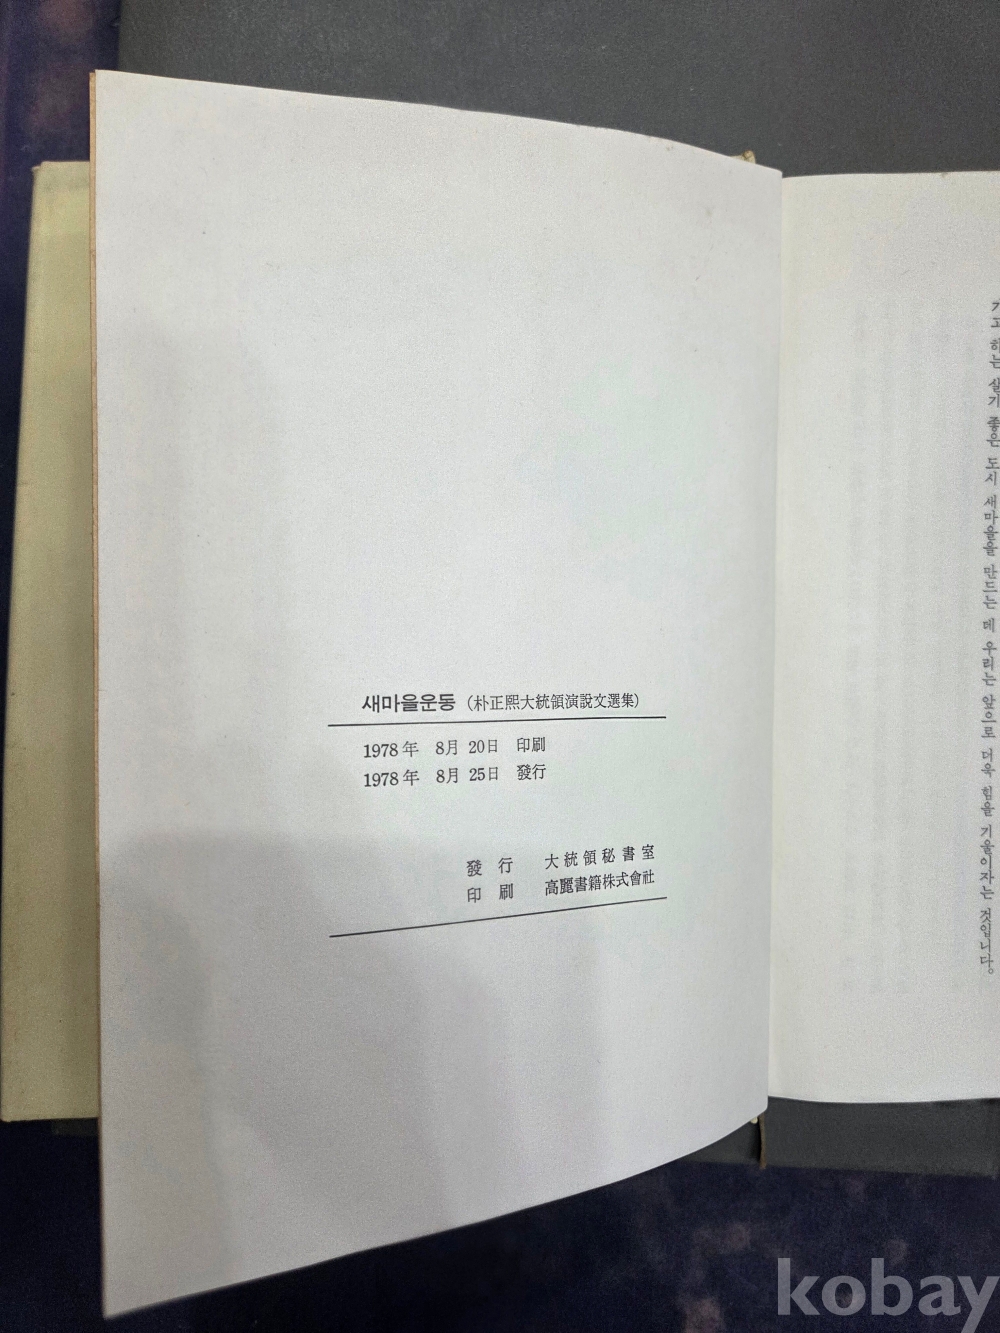 새마을운동 (朴正熙大統領演說文選集)
1978年 8月 20日 印刷
1978年 8月 25日 發行
發 行 大統領秘書室
印 刷 高麗書籍株式會社
가고 하는 살기 좋은 도시 새마을을 만드는 데 우리는 앞으로 더욱 힘을 기울이자는 것입니다.
kobay